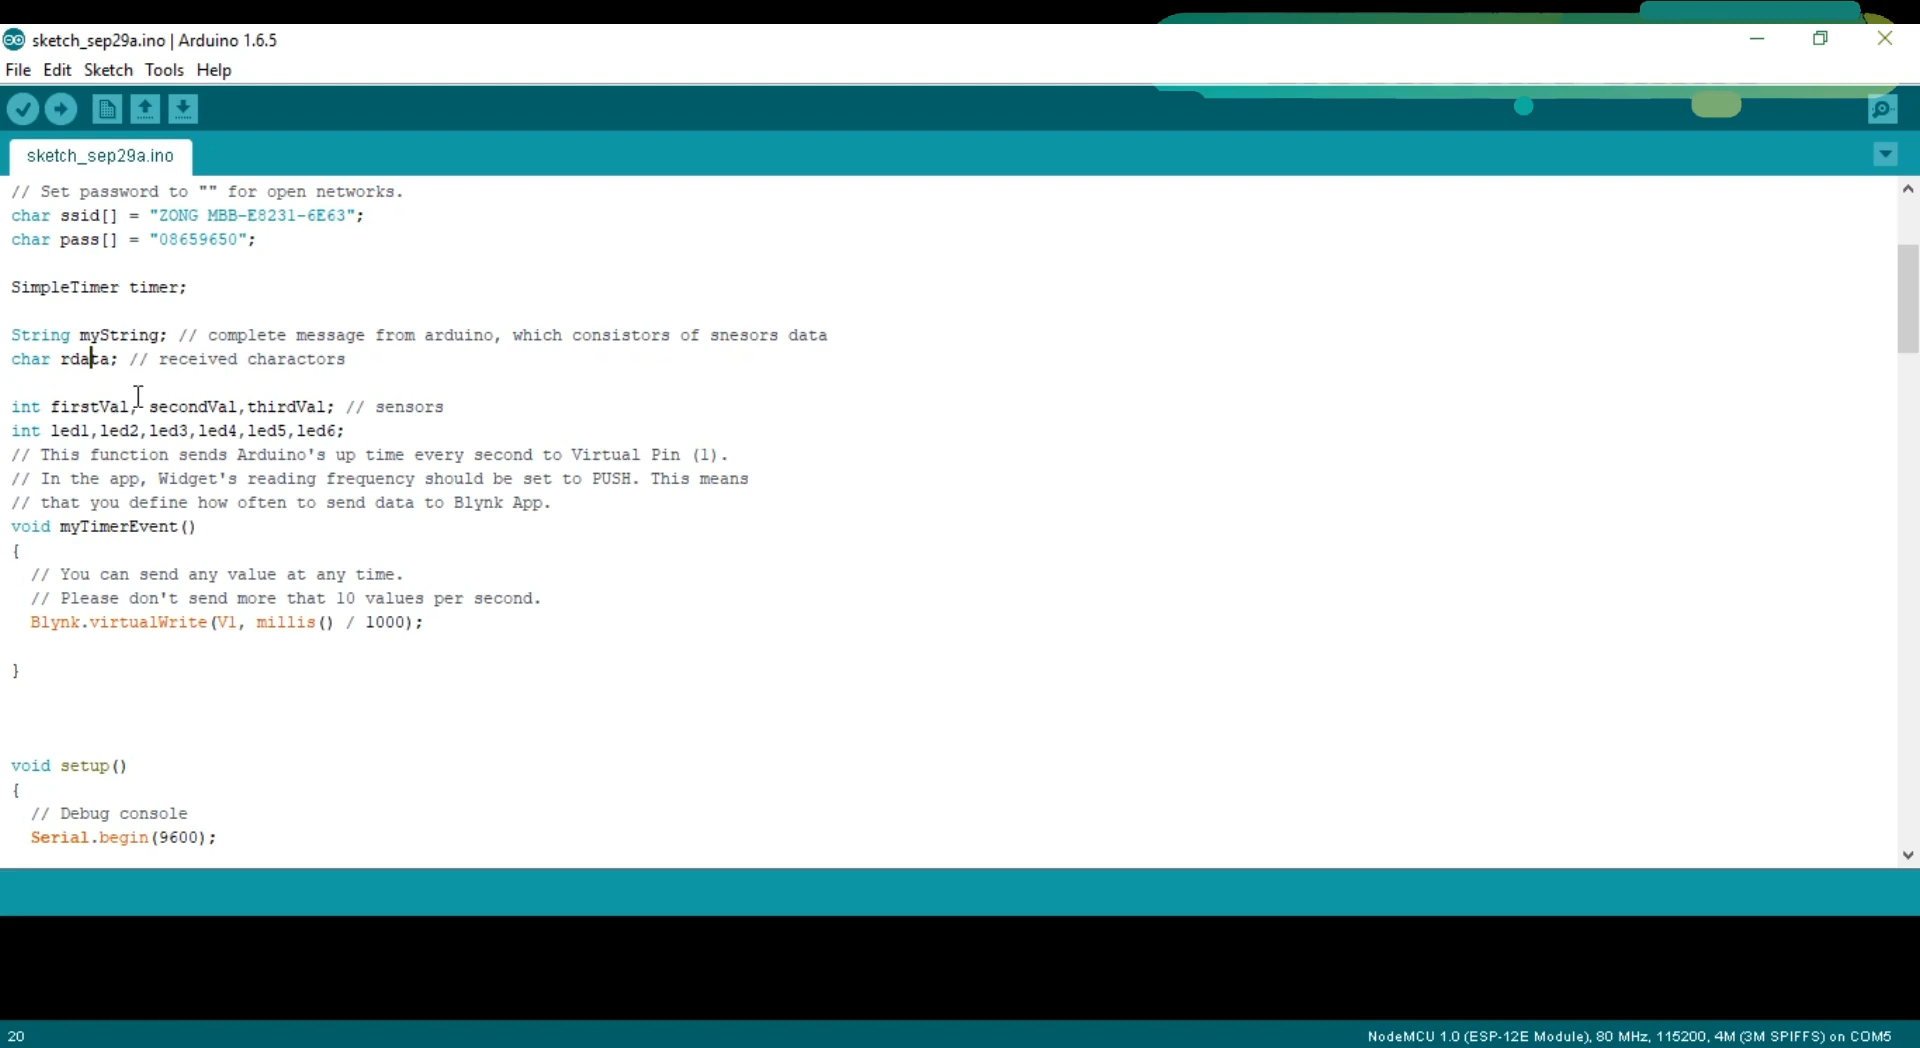 sketch_sep29a.ino | Arduino 1.6.5
File Edit Sketch Tools Help
sketch_sep29a.ino
// Set password to "" for open networks.
char ssid[] = "ZONG MBB-E8231-6E63";
char pass[] = "08659650";
SimpleTimer timer;
String myString; // complete message from arduino, which consistors of snesors data
char rdata; // received charactors
int firstVal, secondVal,thirdVal; // sensors
int led1,led2,led3,led4,led5,led6;
// This function sends Arduino's up time every second to Virtual Pin (1).
// In the app, Widget's reading frequency should be set to PUSH. This means
// that you define how often to send data to Blynk App.
void myTimerEvent()
{
// You can send any value at any time.
// Please don't send more that 10 values per second.
Blynk.virtualWrite(V1, millis() / 1000);
}
void setup()
{
// Debug console
Serial.begin(9600);
20
NodeMCU 1.0 (ESP-12E Module), 80 MHz, 115200, 4M (3M SPIFFS) on COM5